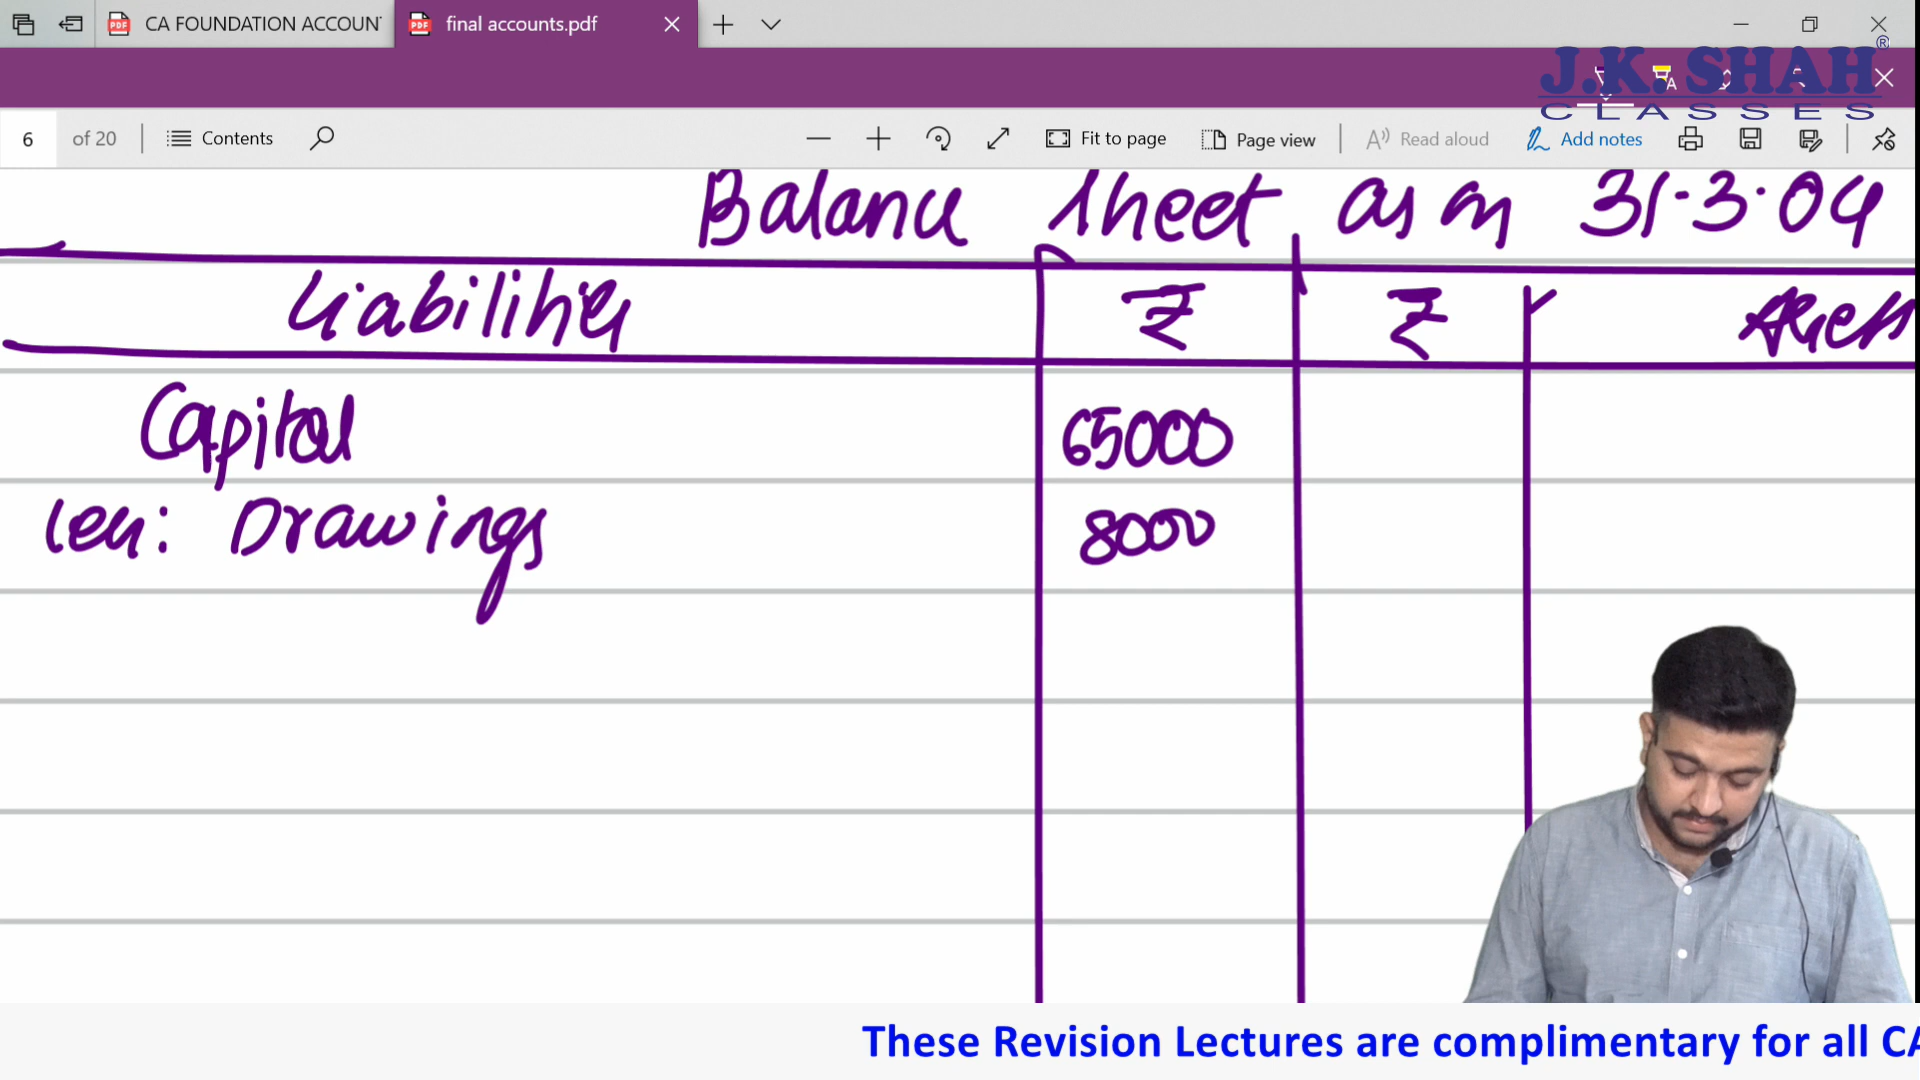 CA FOUNDATION ACCOUN
final accounts.pdf
J.K. SHAH®
CLASSES
6 of 20 Contents Fit to page Page view Read aloud Add notes
Balance Sheet as on 31.3.04
Liabilities ₹ ₹ Assets
Capital 65000
Less: Drawings 8000
These Revision Lectures are complimentary for all CA